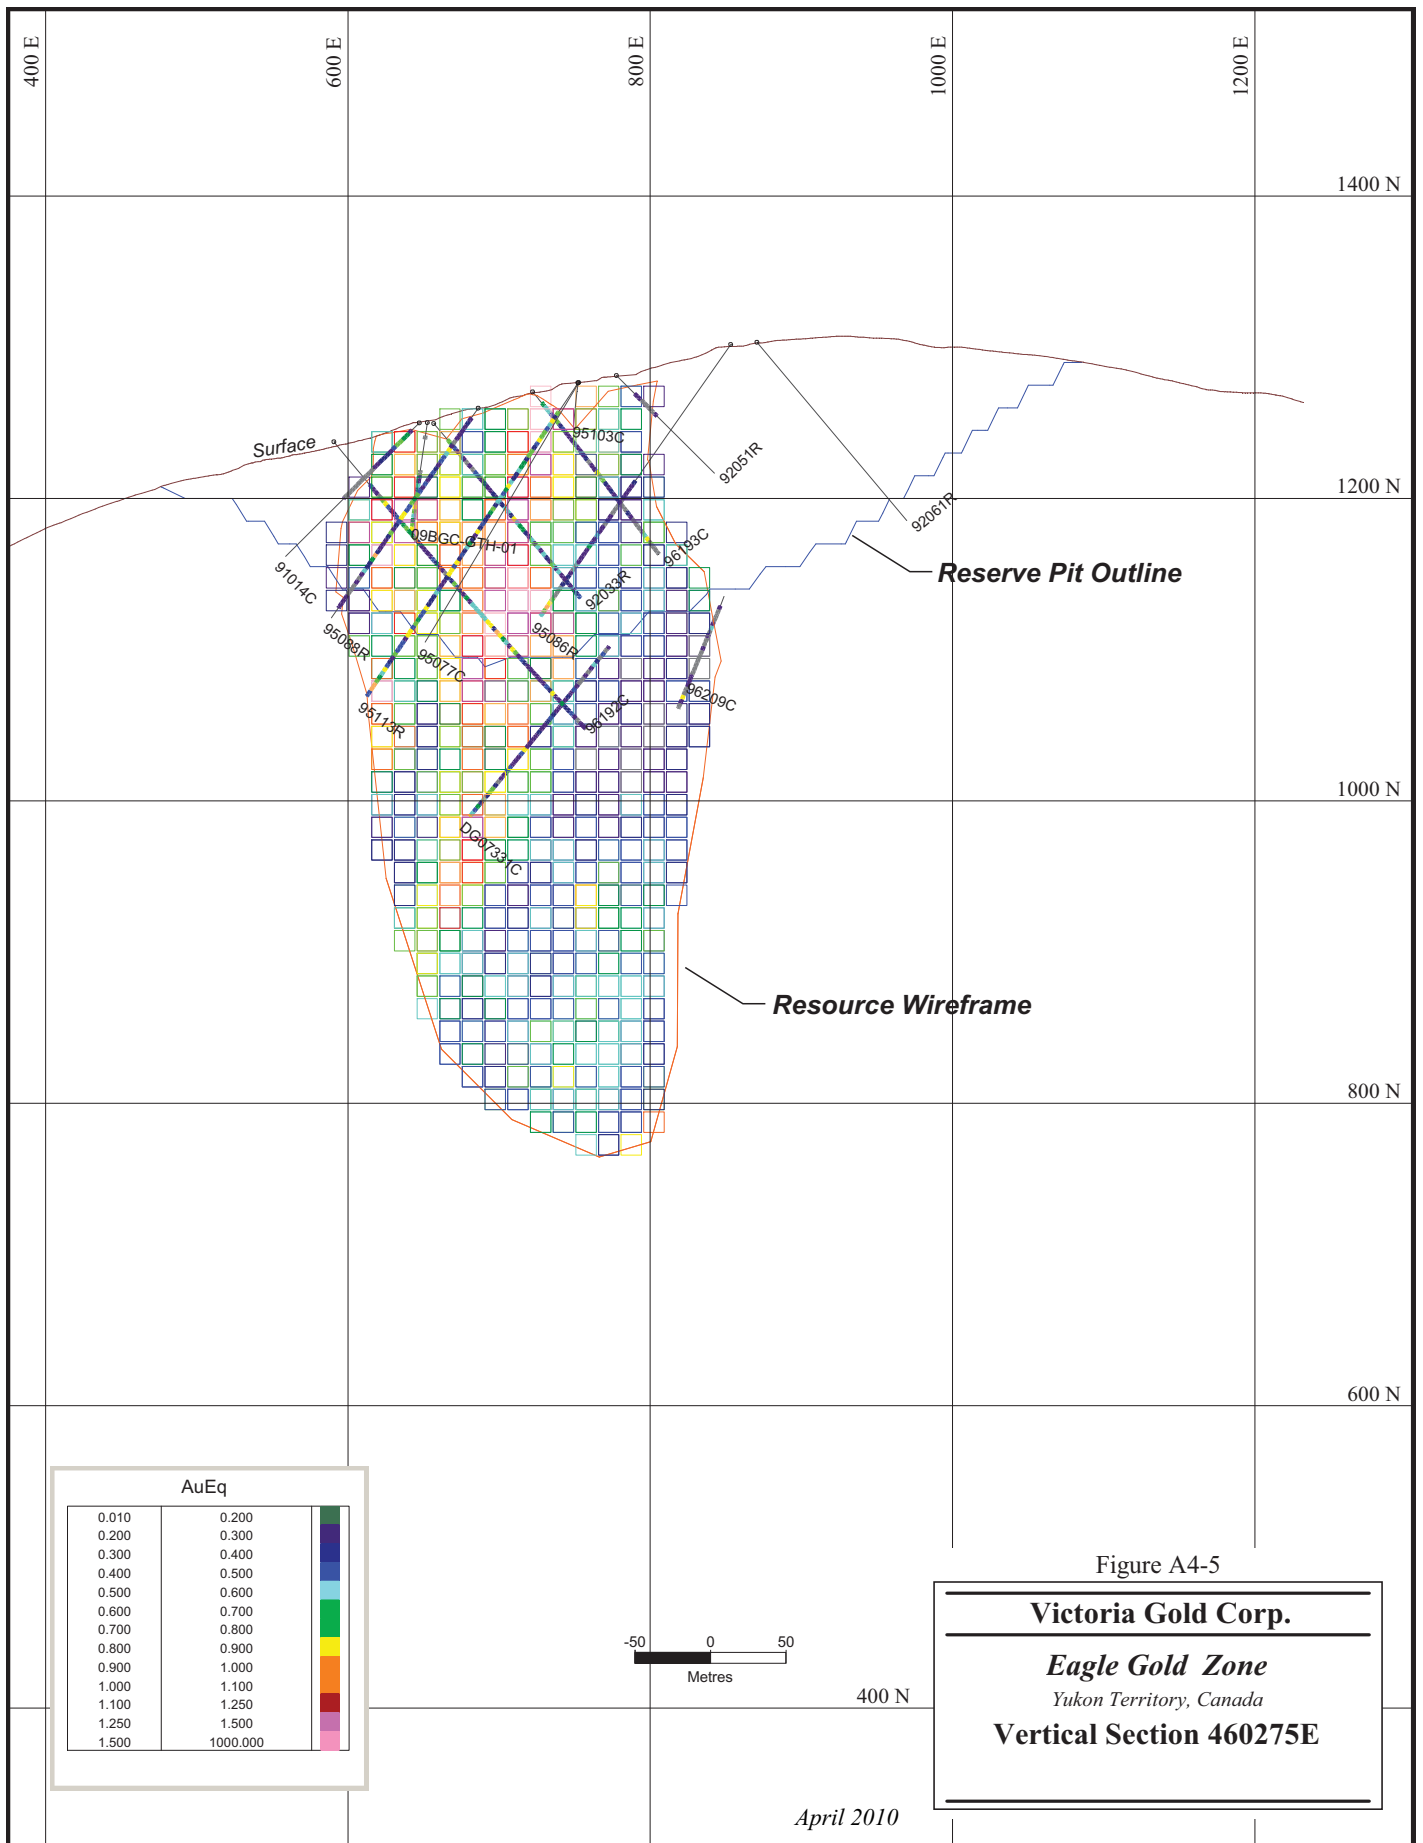 400 E
600 E
800 E
1000 E
1200 E
1400 N
Surface
95103C
92051R
1200 N
92061R
09BGC-GTH-01
96193C
91014C
92033R
Reserve Pit Outline
95088R
95086R
95077C
96209C
95113R
96192C
1000 N
DG07331C
Resource Wireframe
800 N
600 N
AuEq
0.010 0.200
0.200 0.300
0.300 0.400
0.400 0.500
0.500 0.600
0.600 0.700
0.700 0.800
0.800 0.900
0.900 1.000
1.000 1.100
1.100 1.250
1.250 1.500
1.500 1000.000
-50 0 50
Metres
400 N
Figure A4-5
Victoria Gold Corp.
Eagle Gold Zone
Yukon Territory, Canada
Vertical Section 460275E
April 2010